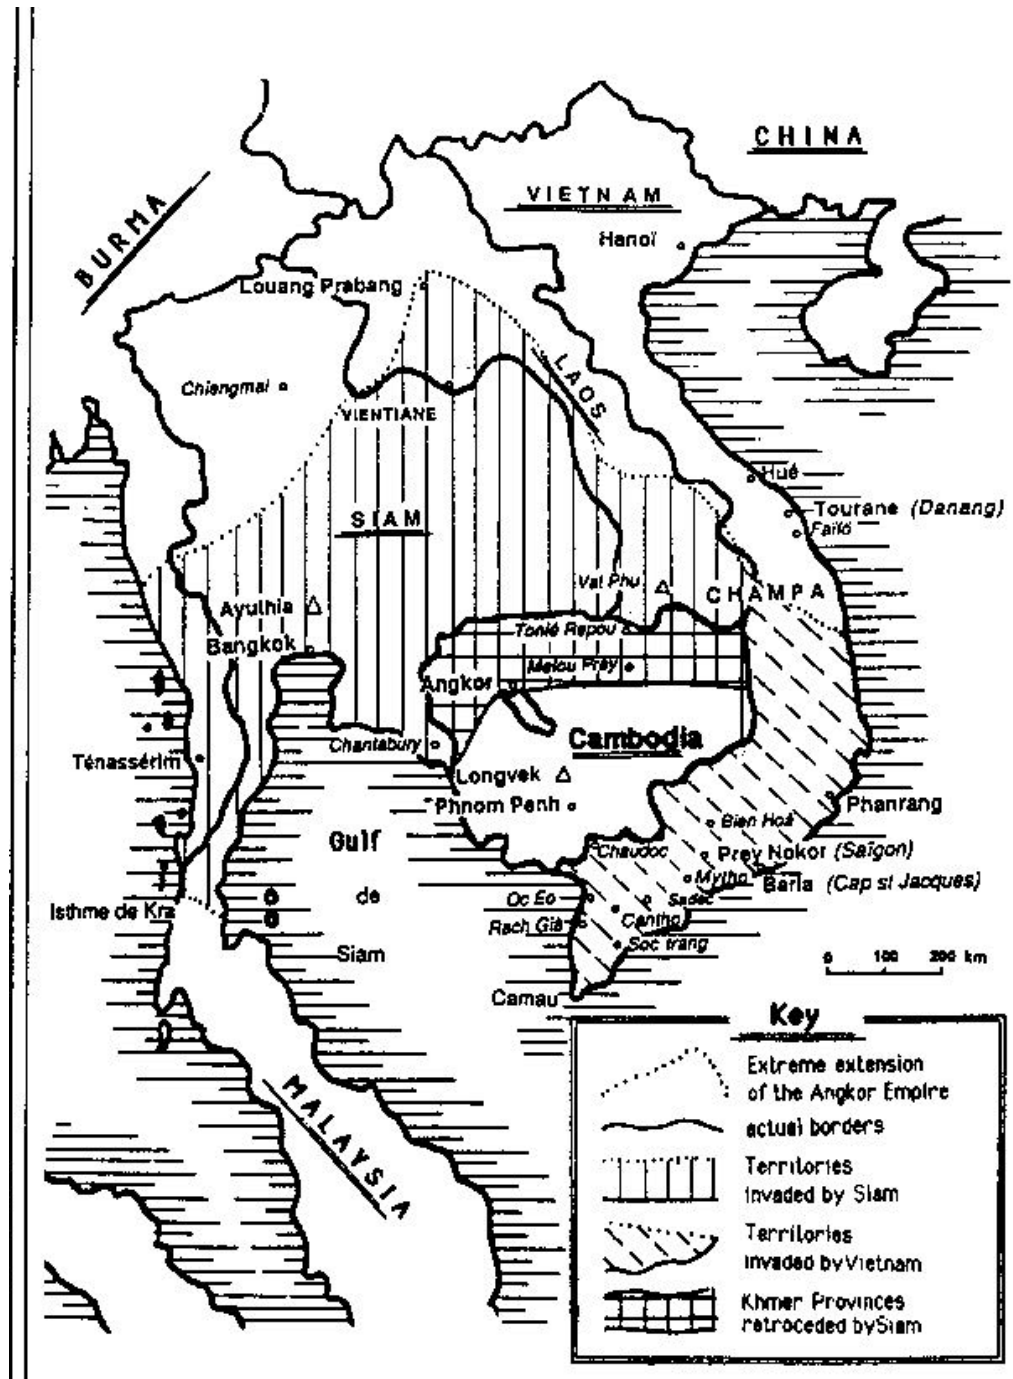 CHINA
BURMA
VIETNAM
Hanoï
Louang Prabang
LAOS
Chiengmai
VIENTIANE
Hué
SIAM
Tourane (Danang)
Faifo
Vat Phu
CHAMPA
Ayuthia
Tonlé Repou
Bangkok
Melou Prey
Angkor
Cambodia
Chantabury
Ténassérim
Longvek
Phnom Penh
Phanrang
Bien Hoà
Gulf
Chaudoc
Prey Nokor (Saïgon)
Mytho
Baria (Cap st Jacques)
de
Oc Eo
Sadec
Isthme de Kra
Cantho
Rach Già
Soc trang
Siam
0 100 200 km
Camau
MALAYSIA
Key
Extreme extension
of the Angkor Empire
actual borders
Territories
invaded by Siam
Territories
invaded by Vietnam
Khmer Provinces
retroceded by Siam